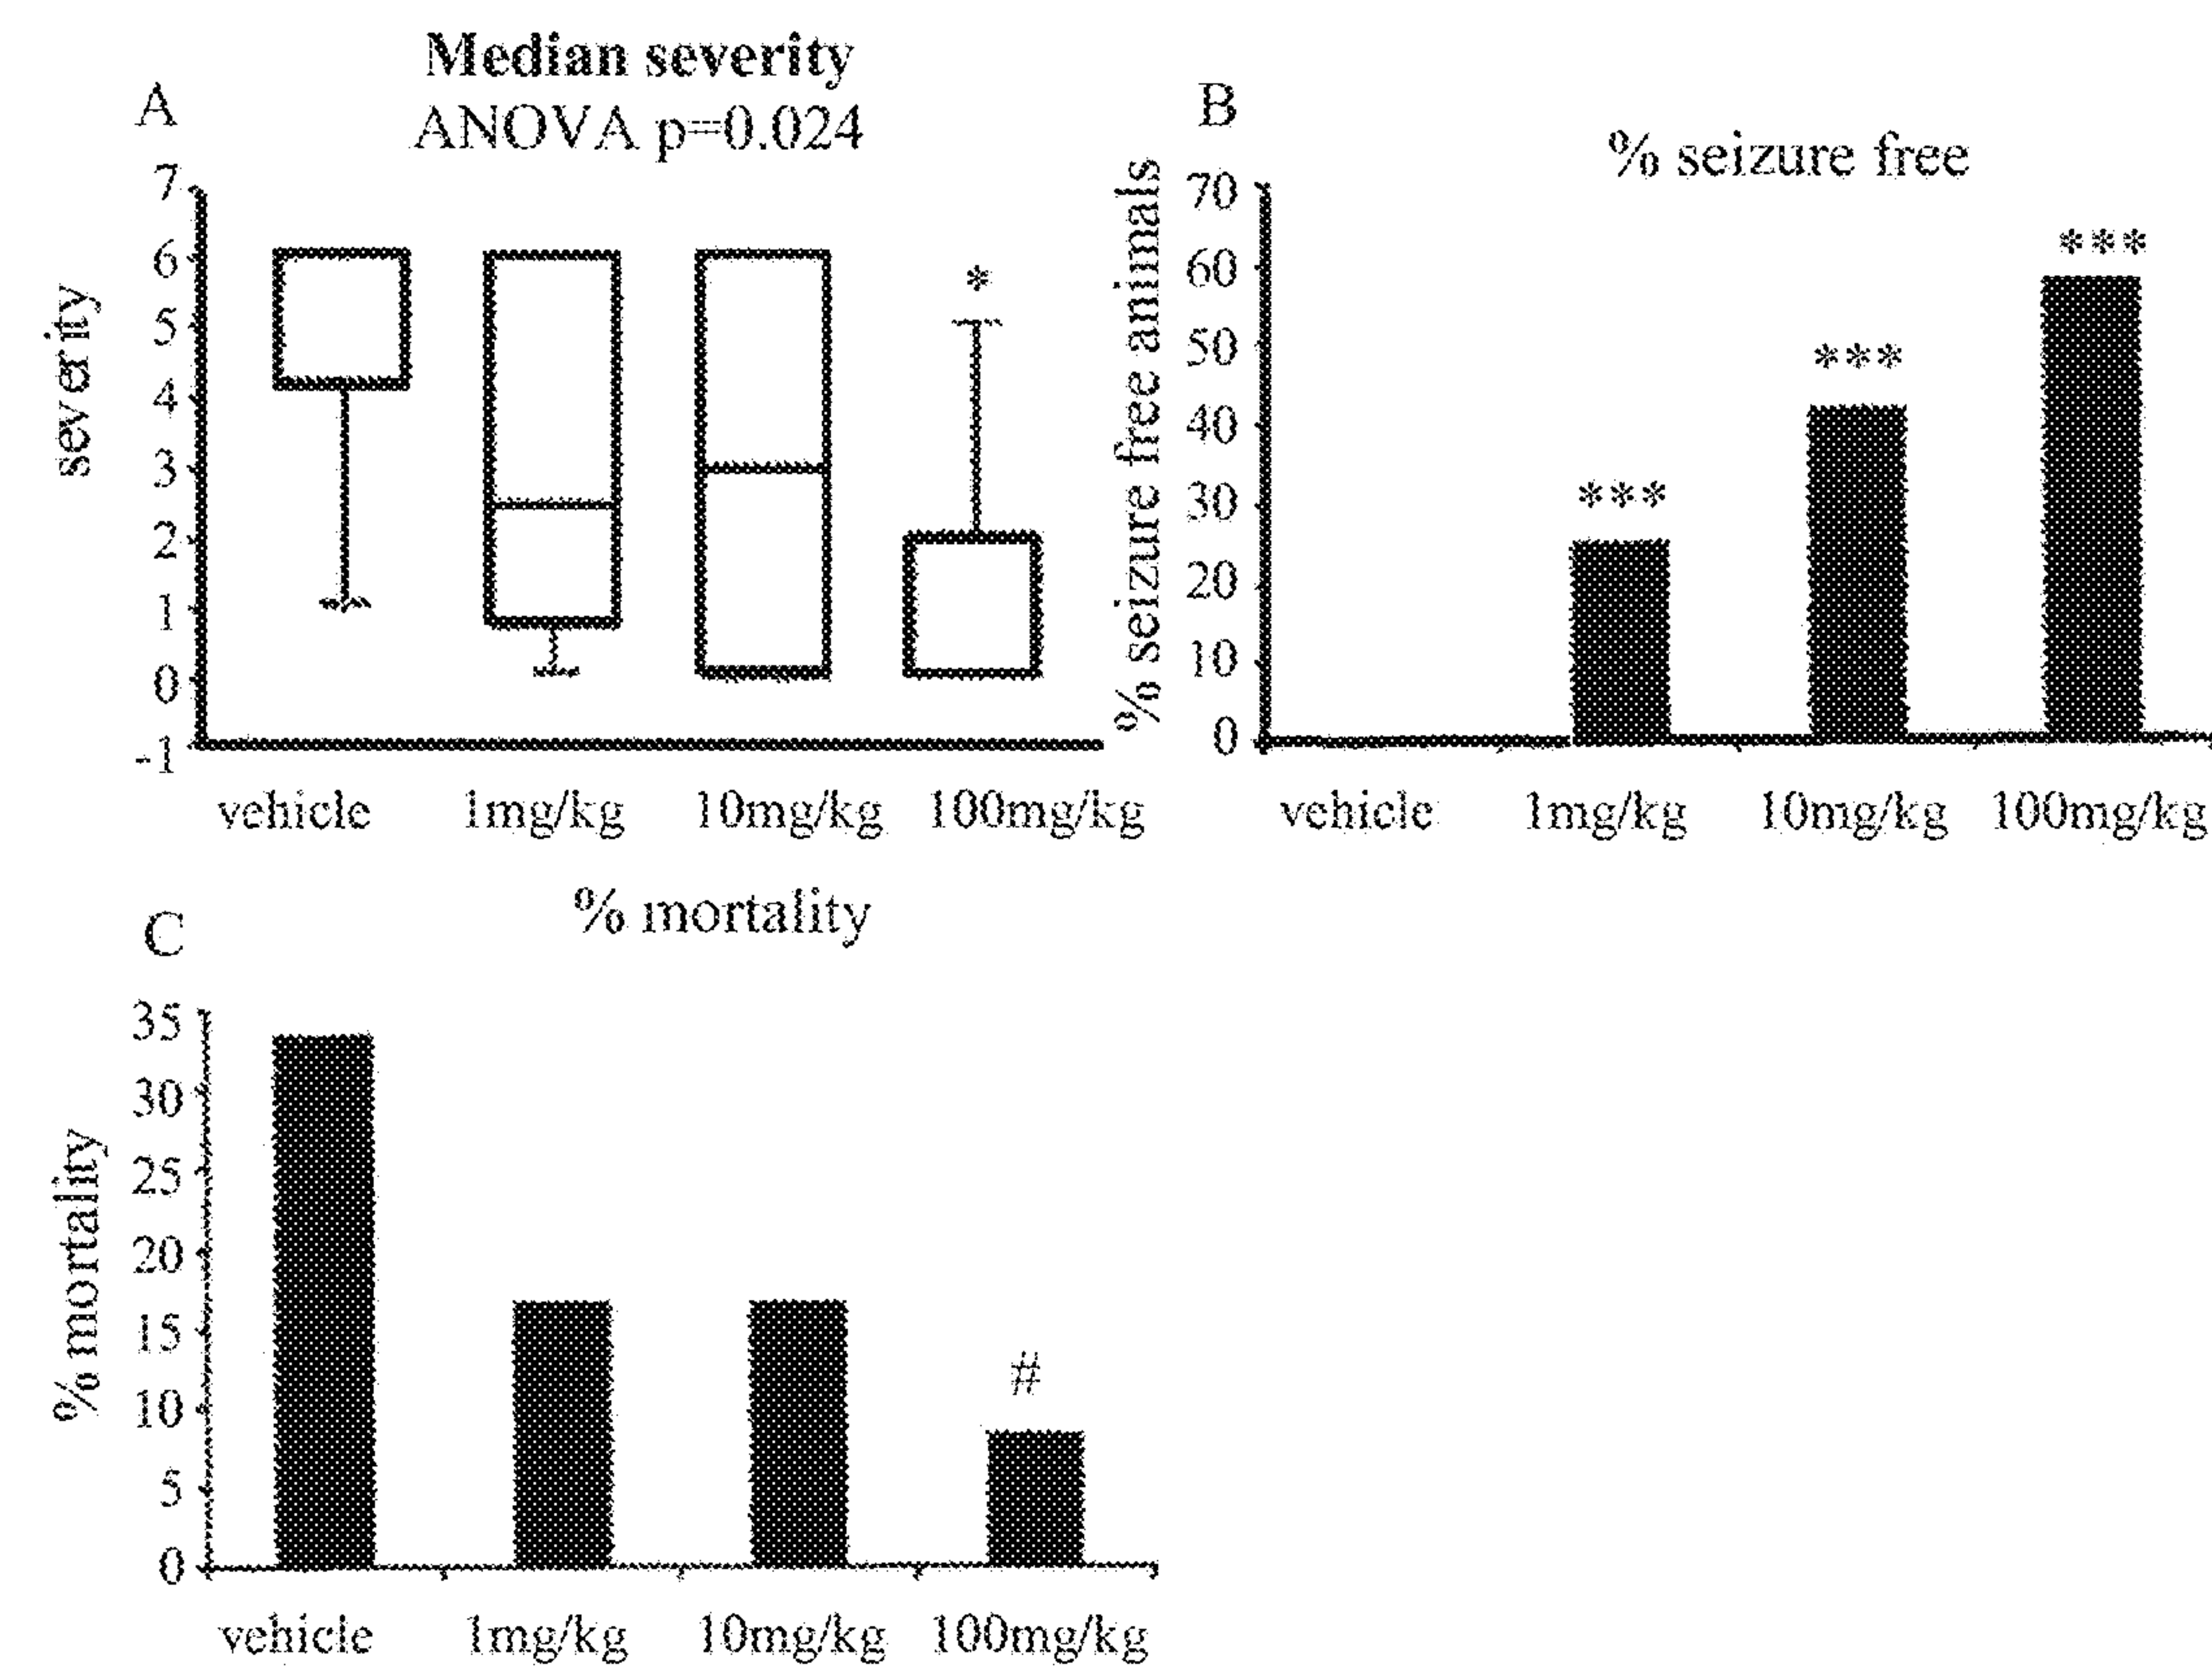 Median severity
ANOVA p=0.024
A
severity
7
6
5
4
3
2
1
0
-1
*
vehicle 1mg/kg 10mg/kg 100mg/kg
B
% seizure free
% seizure free animals
70
60
50
40
30
20
10
0
***
***
***
vehicle 1mg/kg 10mg/kg 100mg/kg
C
% mortality
% mortality
35
30
25
20
15
10
5
0
#
vehicle 1mg/kg 10mg/kg 100mg/kg